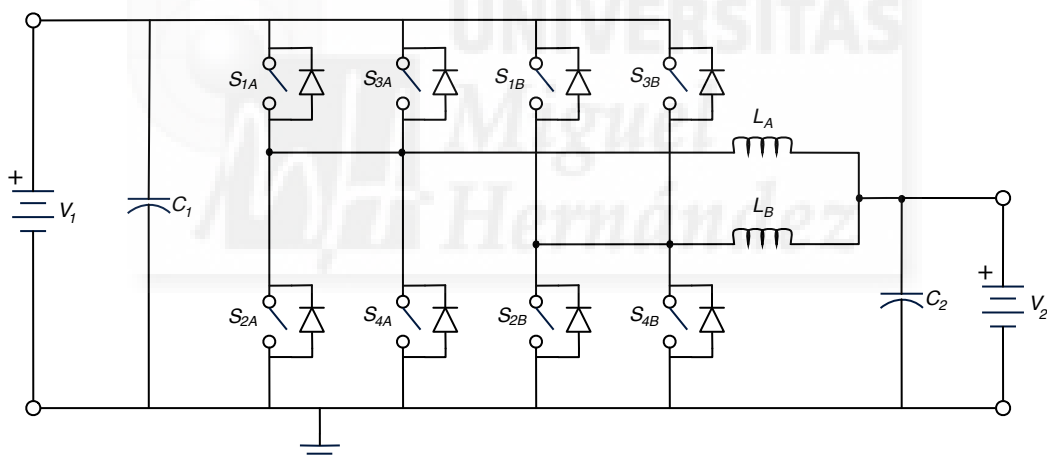 UNIVERSITAS
Miguel
Hernández
S1A
S3A
S1B
S3B
LA
LB
+
V1
C1
S2A
S4A
S2B
S4B
C2
+
V2